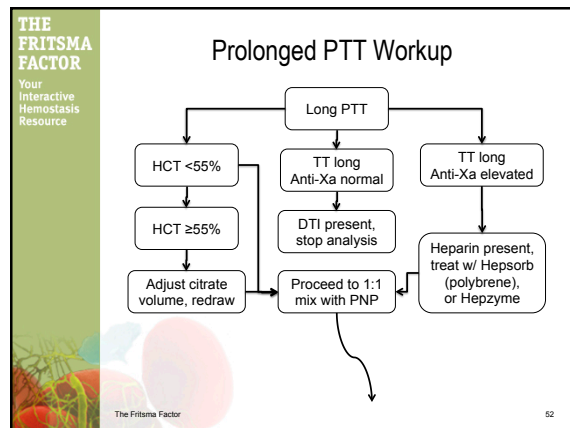 THE
FRITSMA
FACTOR
Your
Interactive
Hemostasis
Resource
Prolonged PTT Workup
Long PTT
HCT <55%
TT long
Anti-Xa normal
TT long
Anti-Xa elevated
HCT ≥55%
DTI present,
stop analysis
Heparin present,
treat w/ Hepsorb
(polybrene),
or Hepzyme
Adjust citrate
volume, redraw
Proceed to 1:1
mix with PNP
The Fritsma Factor
52